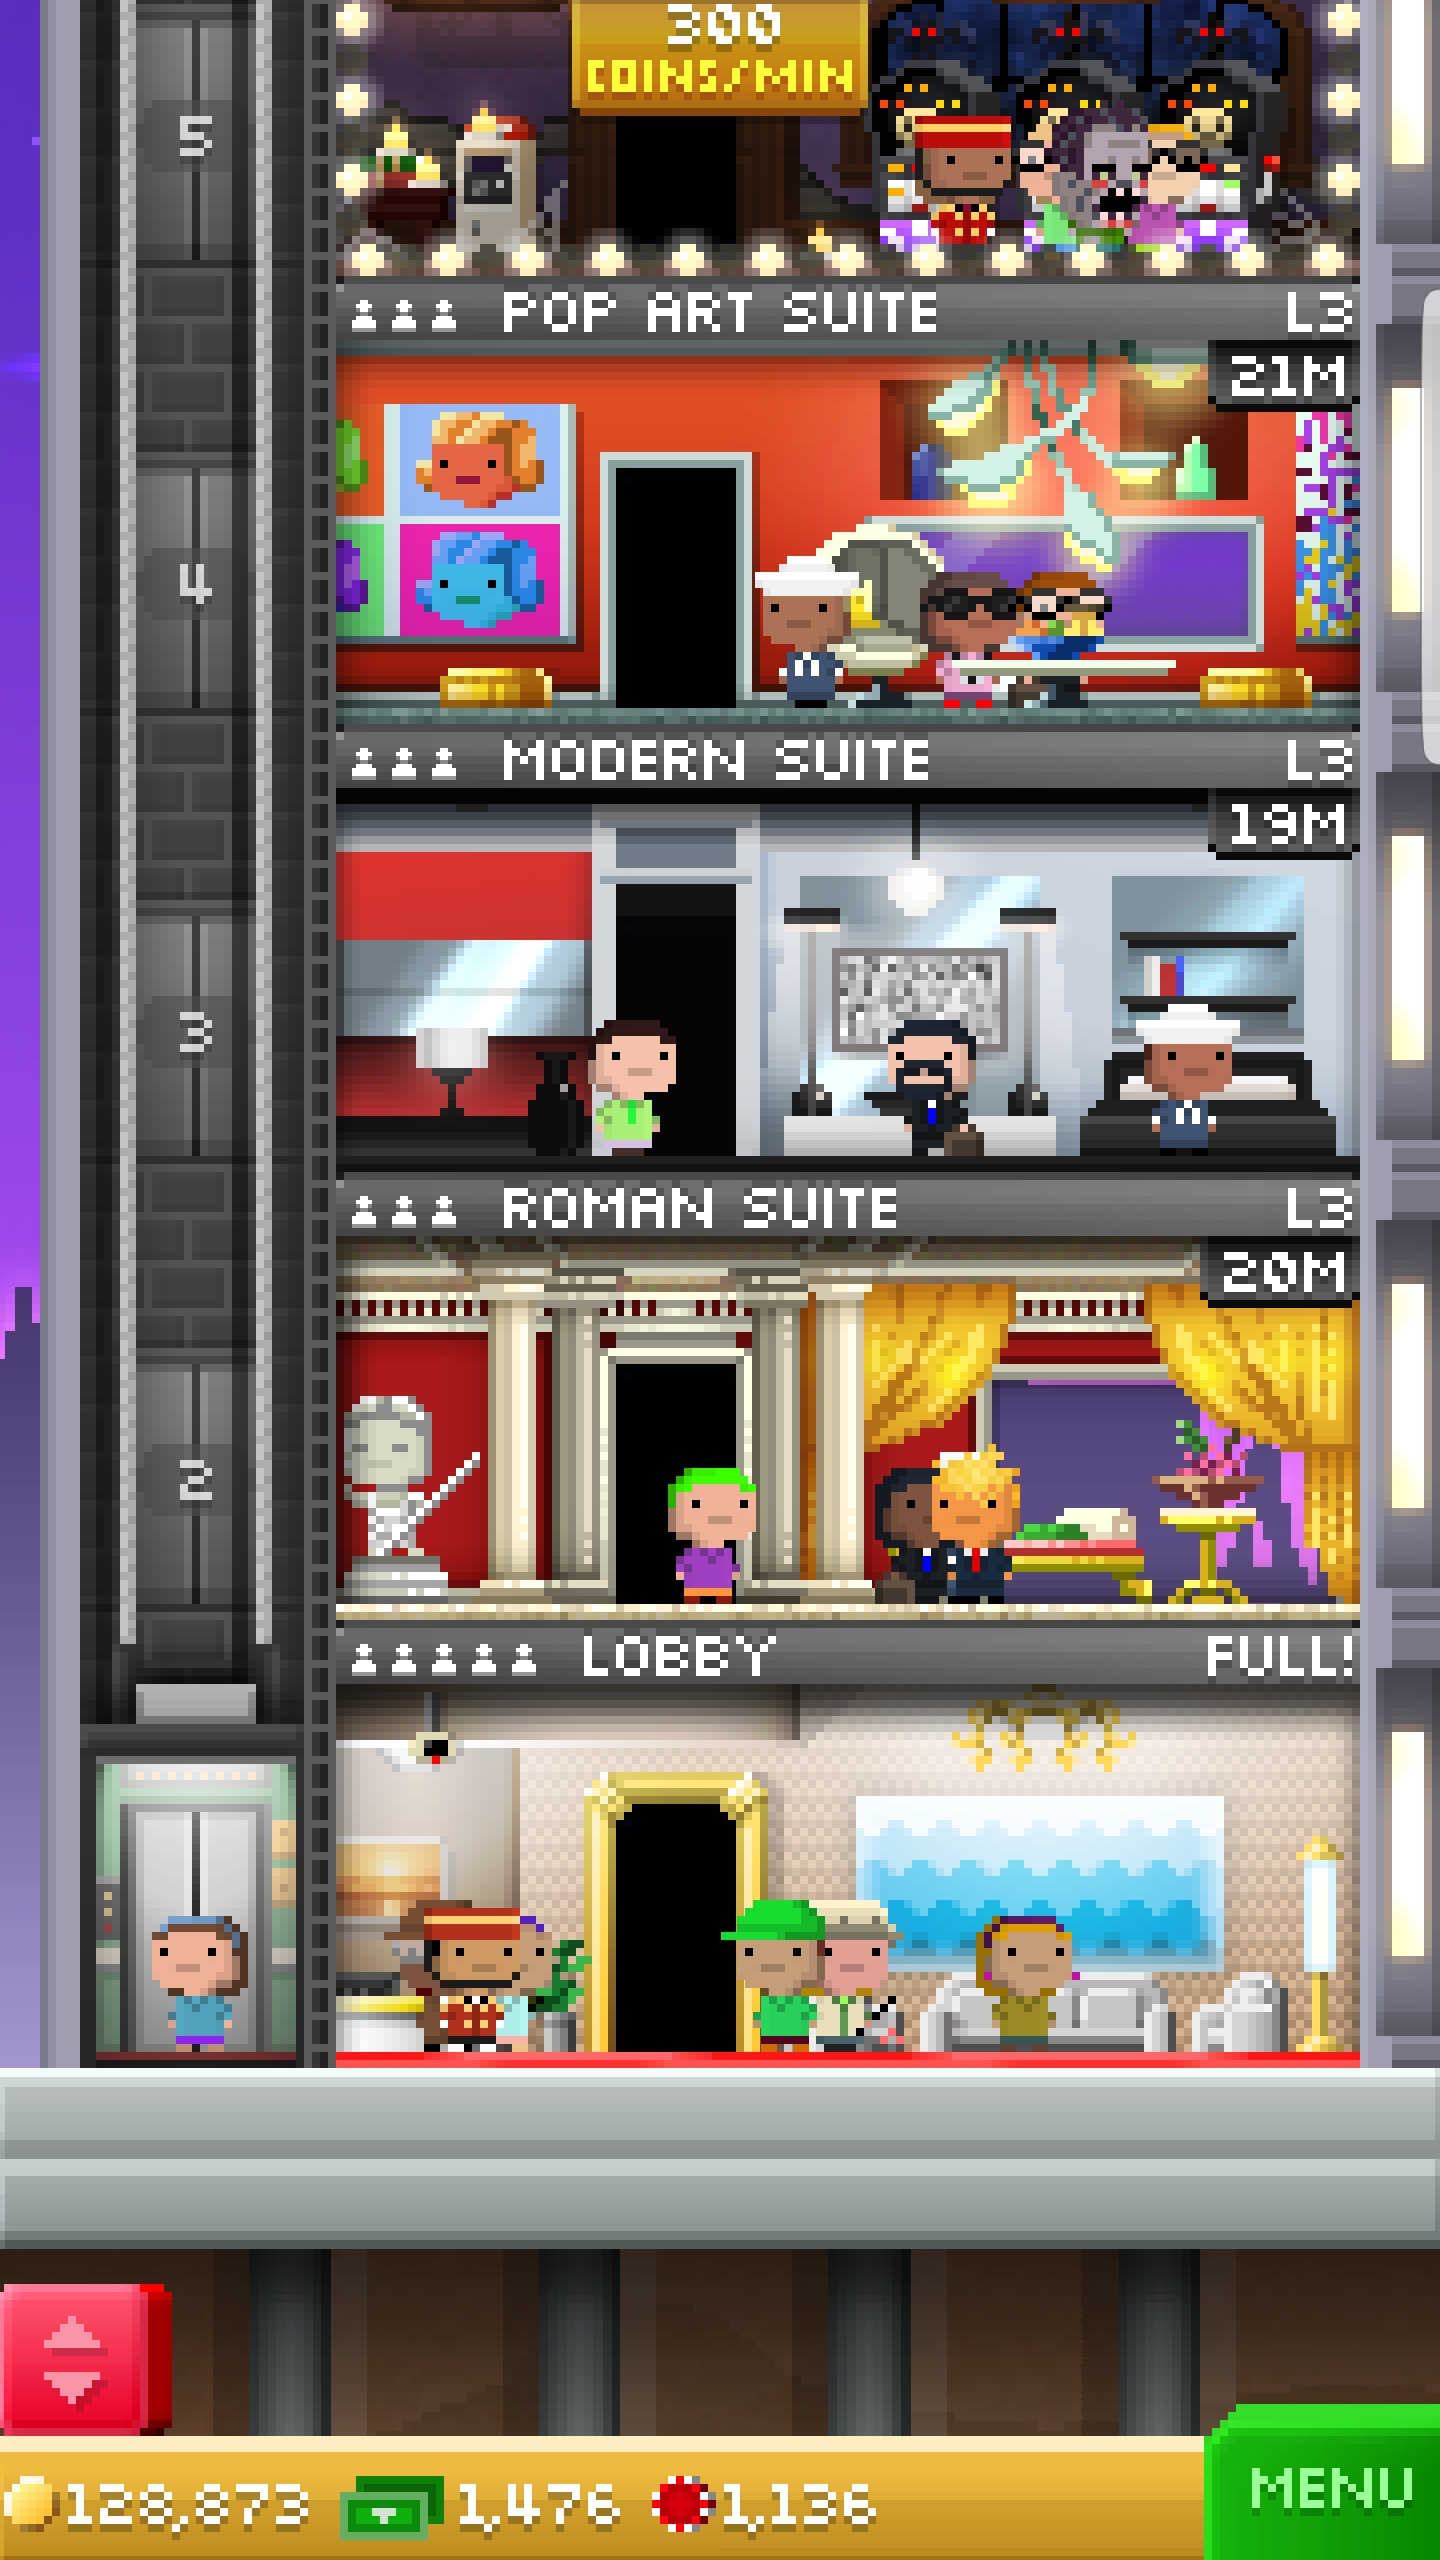 300
COINS/MIN
5
POP ART SUITE L3
21M
4
MODERN SUITE L3
19M
3
ROMAN SUITE L3
20M
2
LOBBY FULL!
MENU
128,873 1,476 1,136